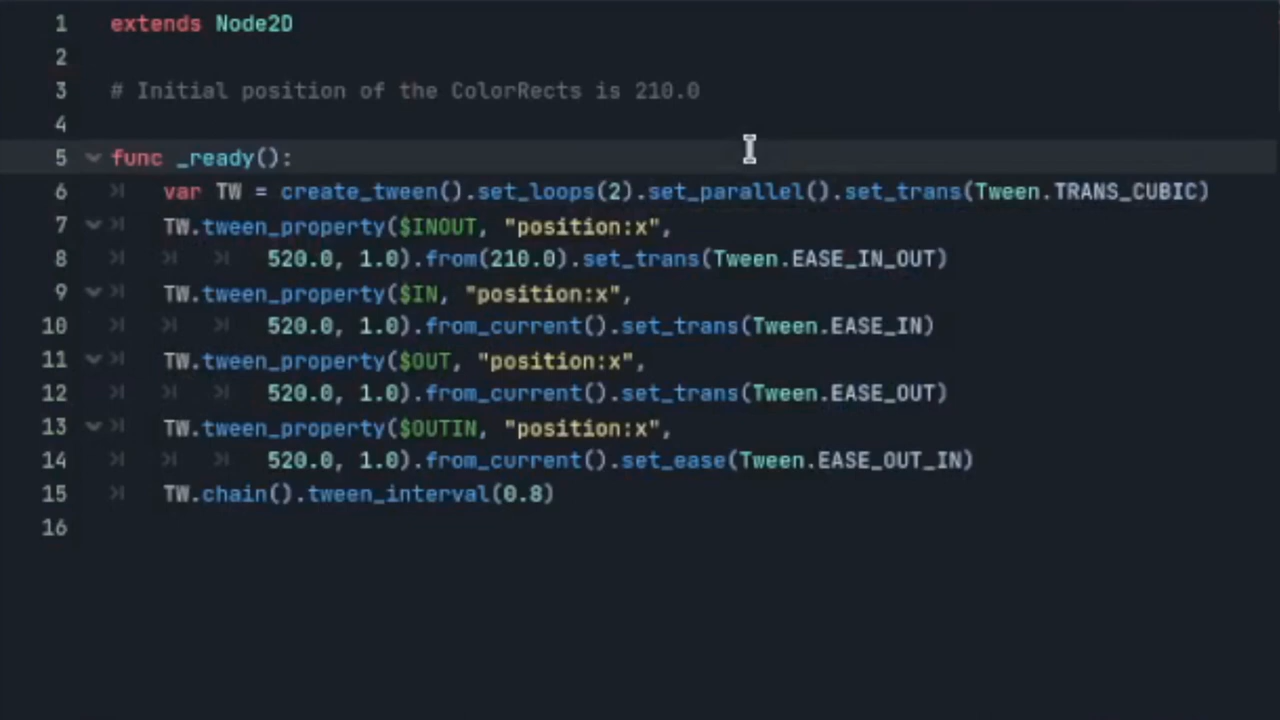 1 extends Node2D
2
3 # Initial position of the ColorRects is 210.0
4
5 func _ready():
6 var TW = create_tween().set_loops(2).set_parallel().set_trans(Tween.TRANS_CUBIC)
7 TW.tween_property($INOUT, "position:x",
8 520.0, 1.0).from(210.0).set_trans(Tween.EASE_IN_OUT)
9 TW.tween_property($IN, "position:x",
10 520.0, 1.0).from_current().set_trans(Tween.EASE_IN)
11 TW.tween_property($OUT, "position:x",
12 520.0, 1.0).from_current().set_trans(Tween.EASE_OUT)
13 TW.tween_property($OUTIN, "position:x",
14 520.0, 1.0).from_current().set_ease(Tween.EASE_OUT_IN)
15 TW.chain().tween_interval(0.8)
16